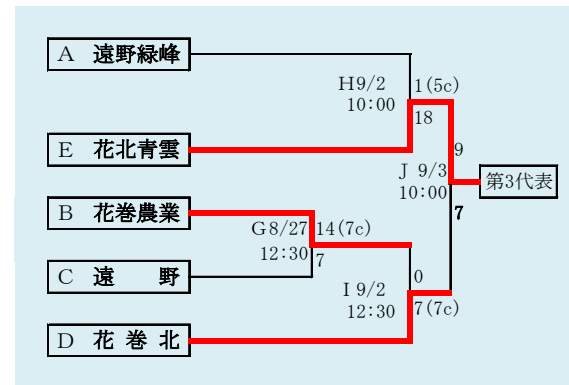 A 遠野緑峰
H9/2 1(5c)
10:00
18
E 花北青雲
9
J 9/3
10:00
第3代表
B 花巻農業
7
G8/27 14(7c)
12:30 7
C 遠 野
0
I 9/2
12:30 7(7c)
D 花 巻 北